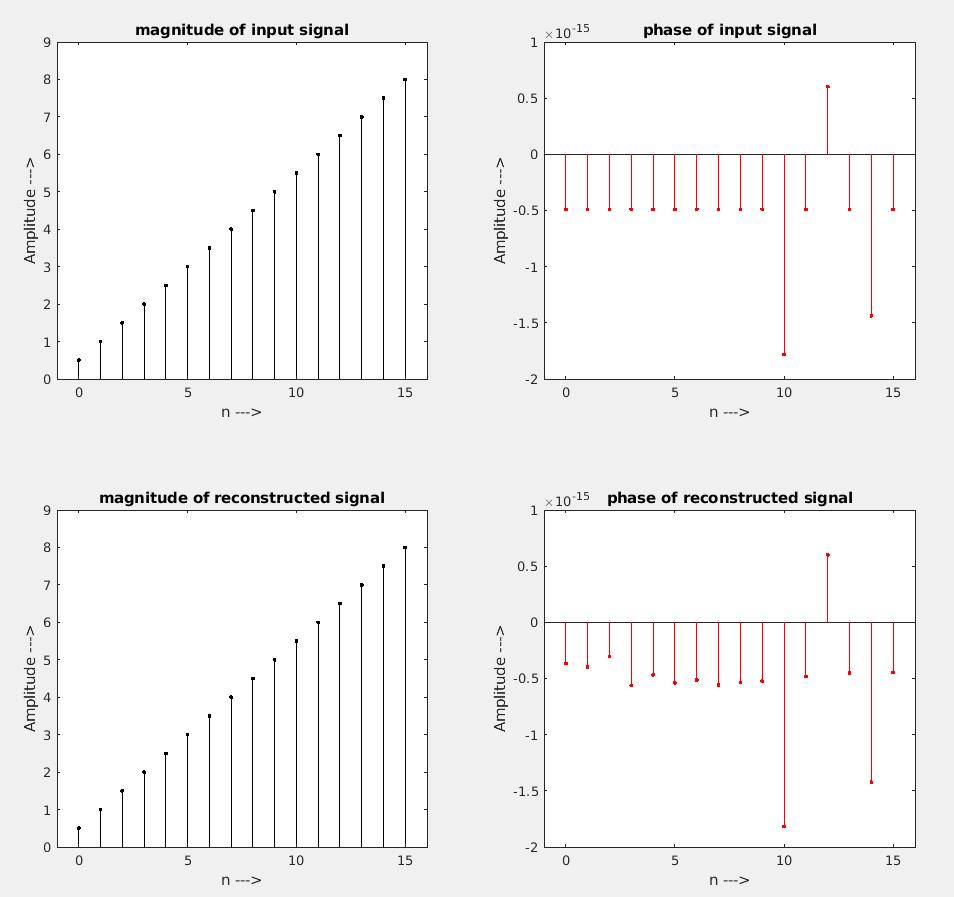 magnitude of input signal
9
8
7
6
5
4
3
2
1
0
Amplitude --->
0 5 10 15
n --->
phase of input signal
×10-15
1
0.5
0
-0.5
-1
-1.5
-2
Amplitude --->
0 5 10 15
n --->
magnitude of reconstructed signal
9
8
7
6
5
4
3
2
1
0
Amplitude --->
0 5 10 15
n --->
phase of reconstructed signal
×10-15
1
0.5
0
-0.5
-1
-1.5
-2
Amplitude --->
0 5 10 15
n --->